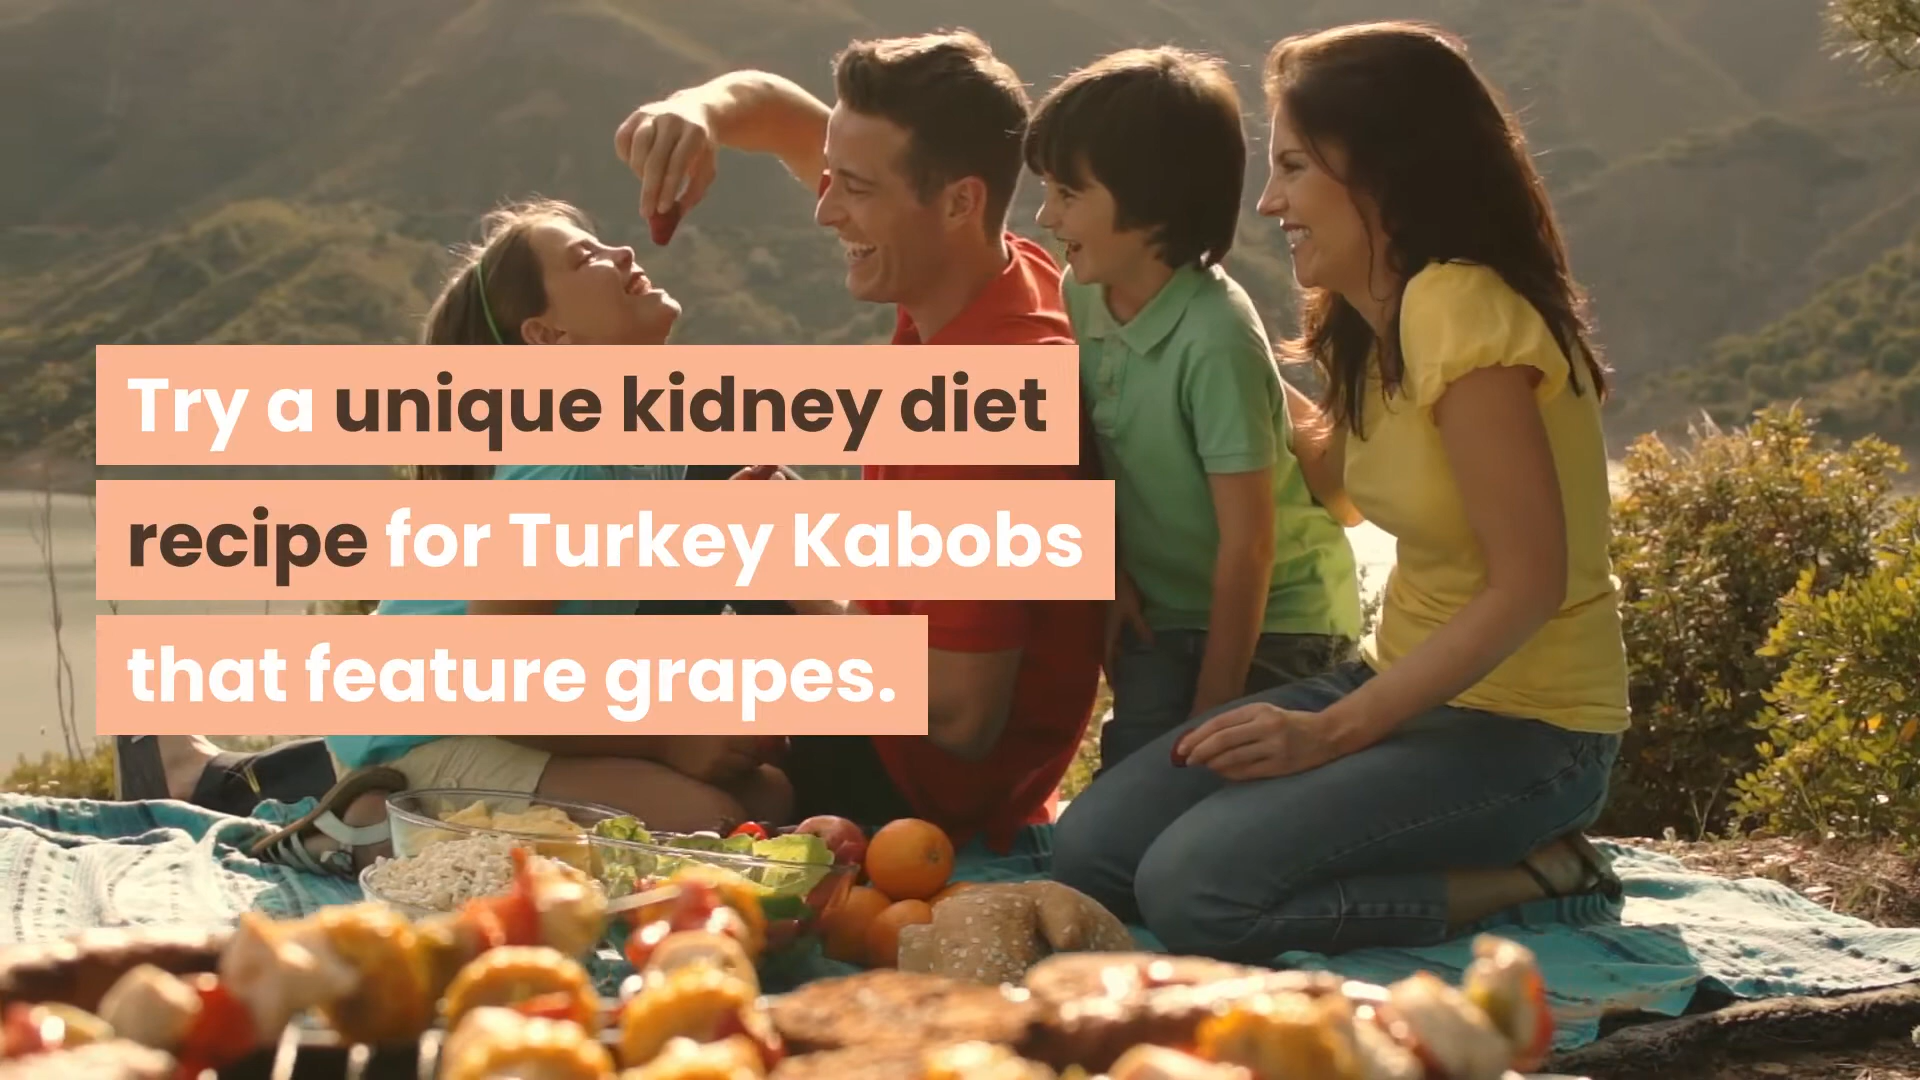 Try a unique kidney diet
recipe for Turkey Kabobs
that feature grapes.